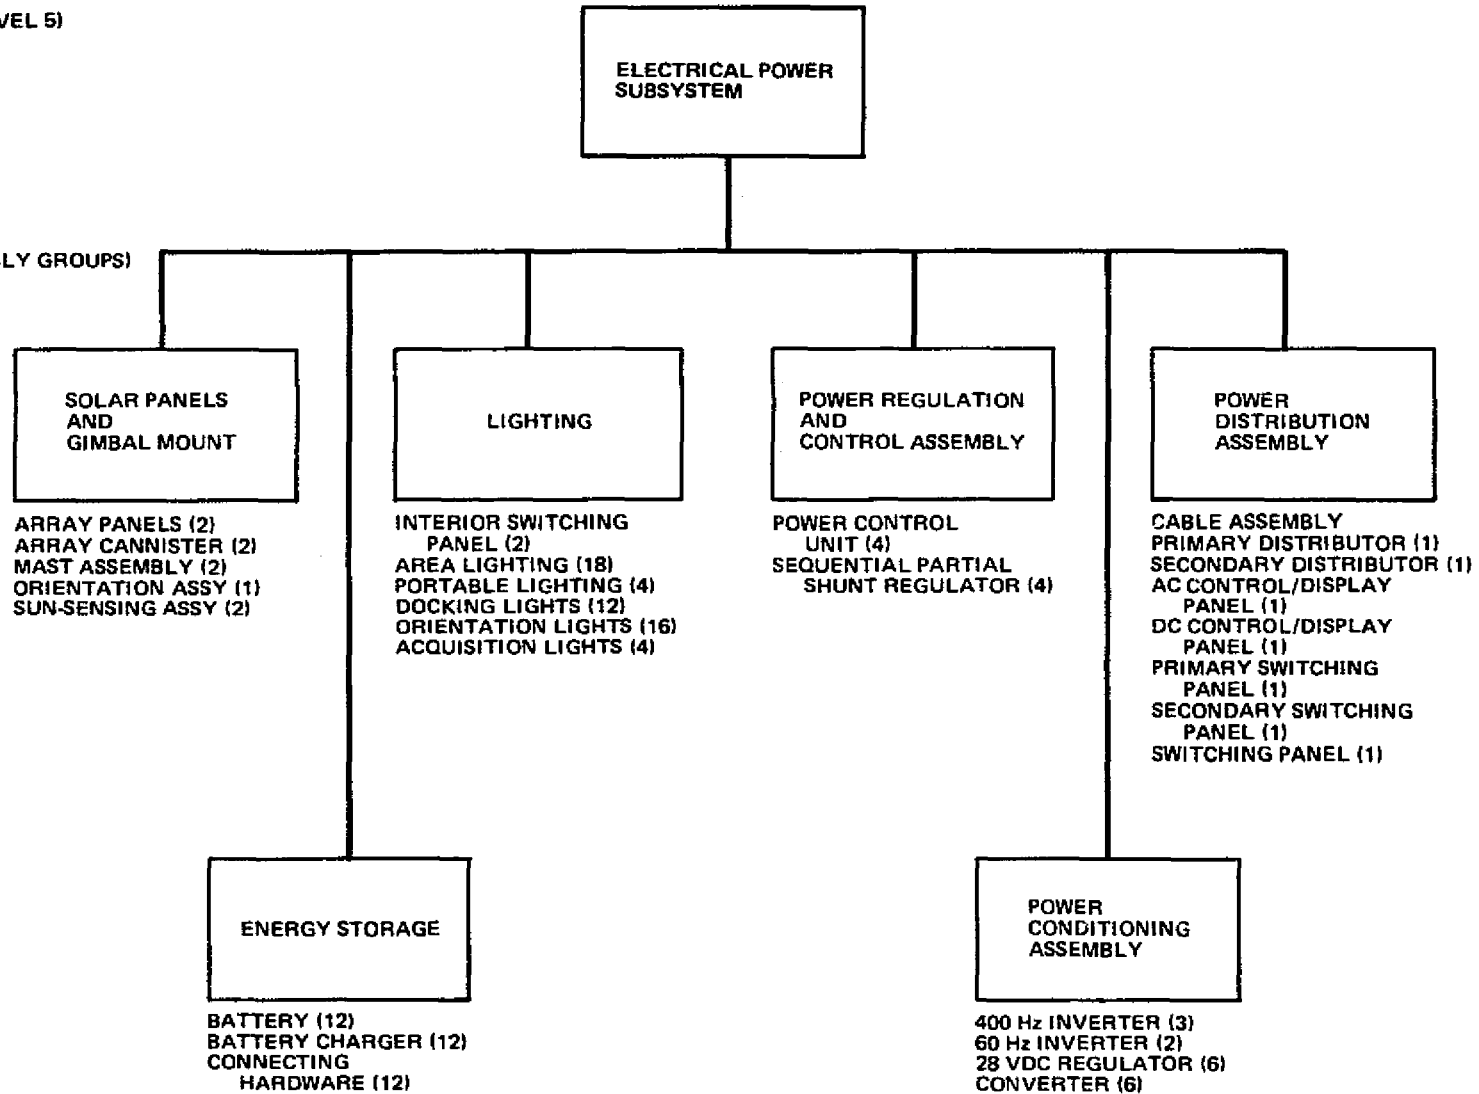 VEL 5)
ELECTRICAL POWER
SUBSYSTEM
BLY GROUPS)
SOLAR PANELS
AND
GIMBAL MOUNT
ARRAY PANELS (2)
ARRAY CANNISTER (2)
MAST ASSEMBLY (2)
ORIENTATION ASSY (1)
SUN-SENSING ASSY (2)
LIGHTING
INTERIOR SWITCHING
PANEL (2)
AREA LIGHTING (18)
PORTABLE LIGHTING (4)
DOCKING LIGHTS (12)
ORIENTATION LIGHTS (16)
ACQUISITION LIGHTS (4)
POWER REGULATION
AND
CONTROL ASSEMBLY
POWER CONTROL
UNIT (4)
SEQUENTIAL PARTIAL
SHUNT REGULATOR (4)
POWER
DISTRIBUTION
ASSEMBLY
CABLE ASSEMBLY
PRIMARY DISTRIBUTOR (1)
SECONDARY DISTRIBUTOR (1)
AC CONTROL/DISPLAY
PANEL (1)
DC CONTROL/DISPLAY
PANEL (1)
PRIMARY SWITCHING
PANEL (1)
SECONDARY SWITCHING
PANEL (1)
SWITCHING PANEL (1)
ENERGY STORAGE
BATTERY (12)
BATTERY CHARGER (12)
CONNECTING
HARDWARE (12)
POWER
CONDITIONING
ASSEMBLY
400 Hz INVERTER (3)
60 Hz INVERTER (2)
28 VDC REGULATOR (6)
CONVERTER (6)